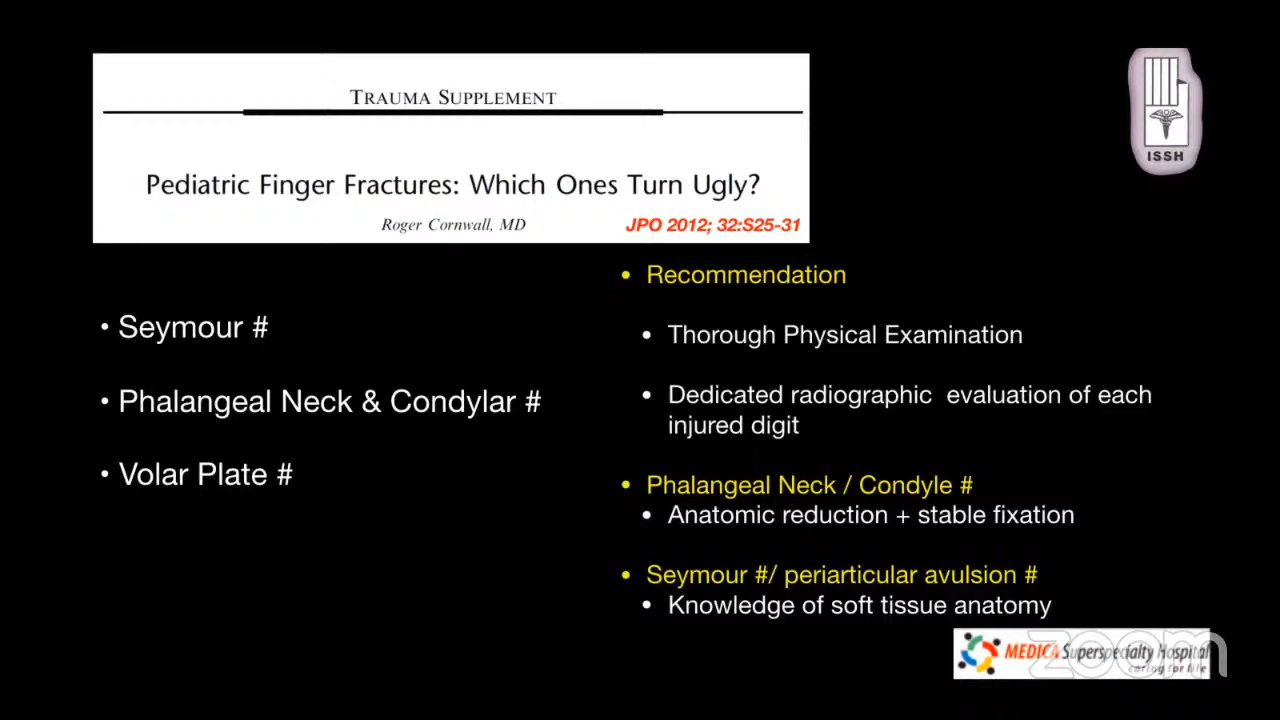 TRAUMA SUPPLEMENT
Pediatric Finger Fractures: Which Ones Turn Ugly?
Roger Cornwall, MD
JPO 2012; 32:S25-31
ISSH
• Seymour #
• Phalangeal Neck & Condylar #
• Volar Plate #
• Recommendation
• Thorough Physical Examination
• Dedicated radiographic evaluation of each
injured digit
• Phalangeal Neck / Condyle #
• Anatomic reduction + stable fixation
• Seymour #/ periarticular avulsion #
• Knowledge of soft tissue anatomy
MEDICA Superspecialty Hospital
caring for life
zoom